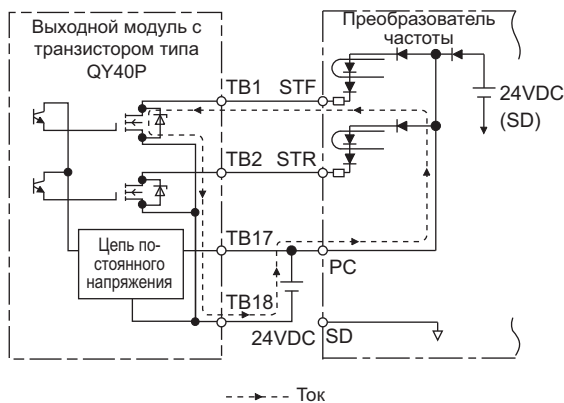 Выходной модуль с
транзистором типа
QY40P
Преобразователь
частоты
TB1 STF
24VDC
(SD)
TB2 STR
Цепь по-
стоянного
напряжения
TB17
PC
TB18
24VDC SD
Ток